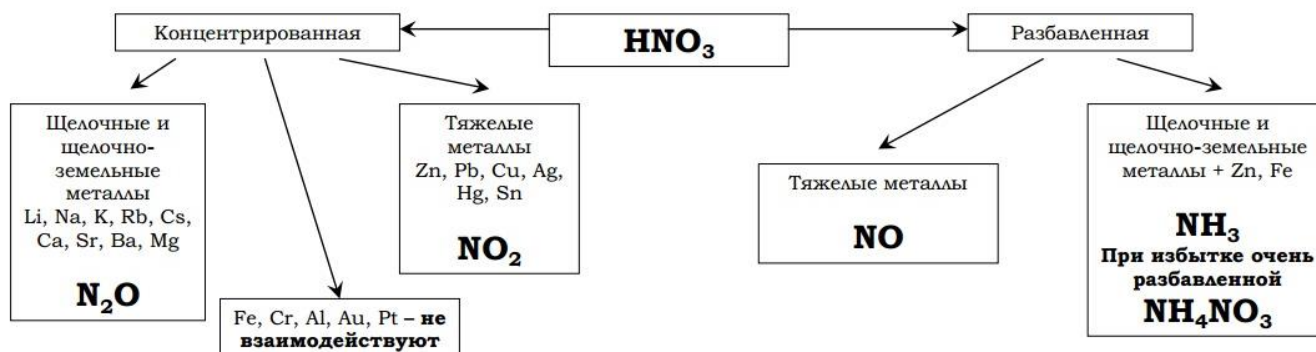 HNO₃
Концентрированная
Разбавленная
Щелочные и
щелочно-
земельные
металлы
Li, Na, K, Rb, Cs,
Ca, Sr, Ba, Mg
N₂O
Fe, Cr, Al, Au, Pt – не
взаимодействуют
Тяжелые
металлы
Zn, Pb, Cu, Ag,
Hg, Sn
NO₂
Тяжелые металлы
NO
Щелочные и
щелочно-земельные
металлы + Zn, Fe
NH₃
При избытке очень
разбавленной
NH₄NO₃